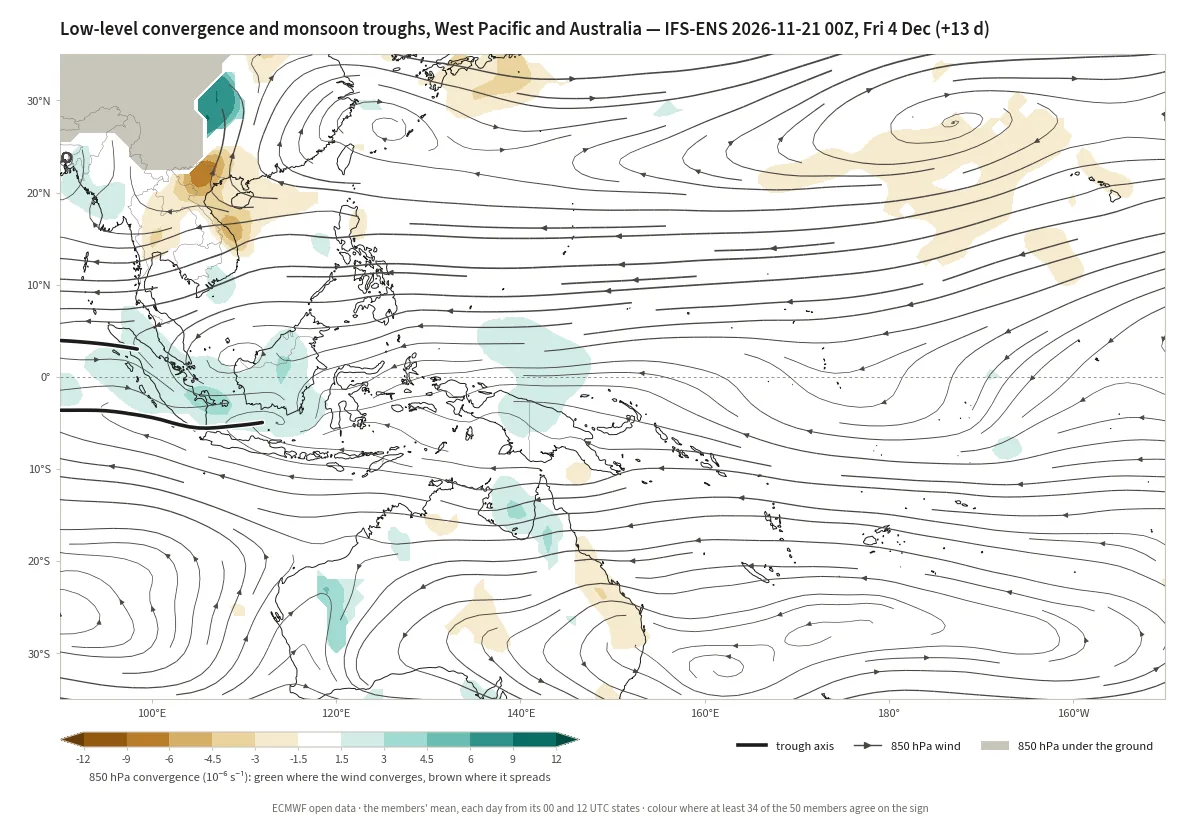 Low-level convergence and monsoon troughs, West Pacific and Australia — IFS-ENS 2026-11-21 00Z, Fri 4 Dec (+13 d)
30°N
20°N
10°N
0°
10°S
20°S
30°S
100°E 120°E 140°E 160°E 180° 160°W
-12 -9 -6 -4.5 -3 -1.5 1.5 3 4.5 6 9 12
850 hPa convergence (10⁻⁶ s⁻¹): green where the wind converges, brown where it spreads
trough axis 850 hPa wind 850 hPa under the ground
ECMWF open data · the members' mean, each day from its 00 and 12 UTC states · colour where at least 34 of the 50 members agree on the sign